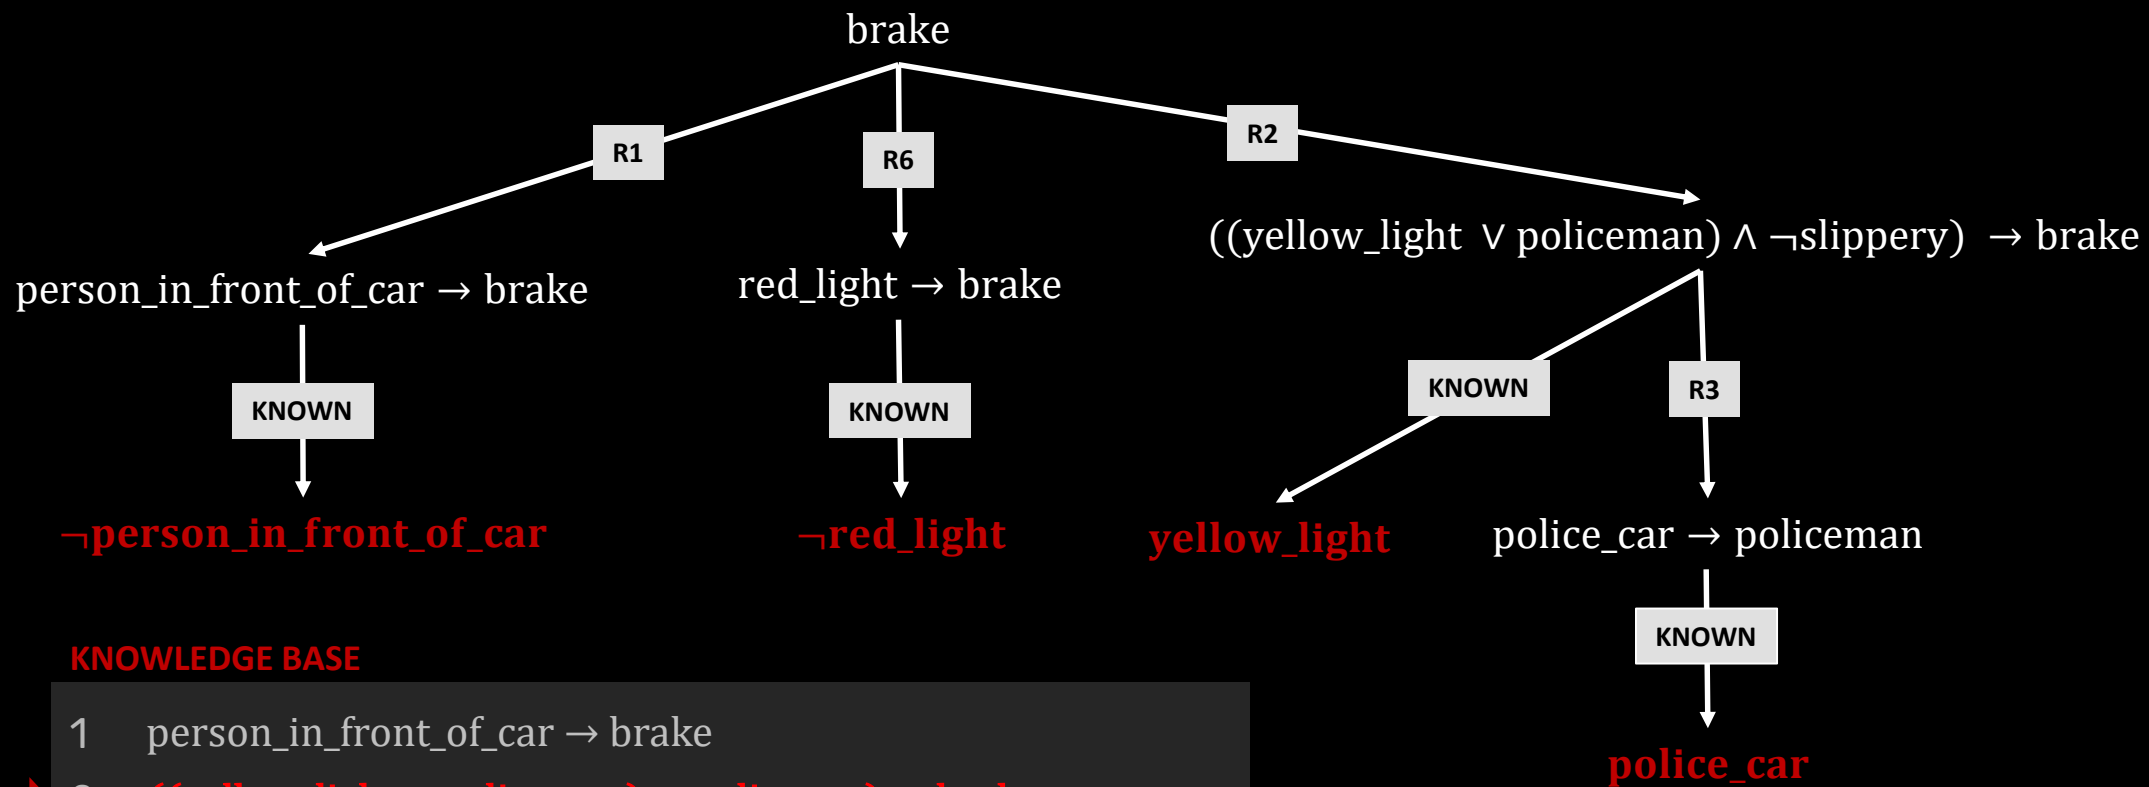 brake
R1
R6
R2
((yellow_light ∨ policeman) ∧ ¬slippery) → brake
person_in_front_of_car → brake
red_light → brake
KNOWN
KNOWN
KNOWN
R3
¬person_in_front_of_car
¬red_light
yellow_light
police_car → policeman
KNOWN
KNOWLEDGE BASE
1 person_in_front_of_car → brake
police_car